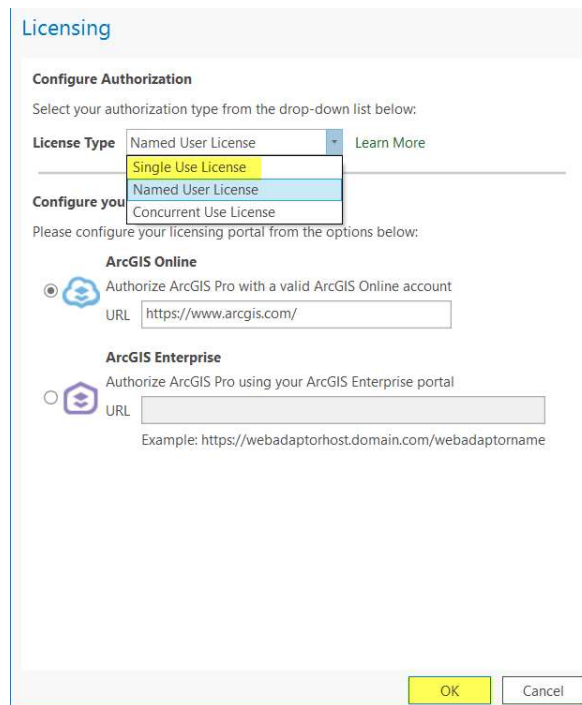 Licensing
Configure Authorization
Select your authorization type from the drop-down list below:
License Type Named User License Learn More
Single Use License
Named User License
Configure you
Concurrent Use License
Please configure your licensing portal from the options below:
ArcGIS Online
Authorize ArcGIS Pro with a valid ArcGIS Online account
URL https://www.arcgis.com/
ArcGIS Enterprise
Authorize ArcGIS Pro using your ArcGIS Enterprise portal
URL
Example: https://webadaptorhost.domain.com/webadaptorname
OK Cancel